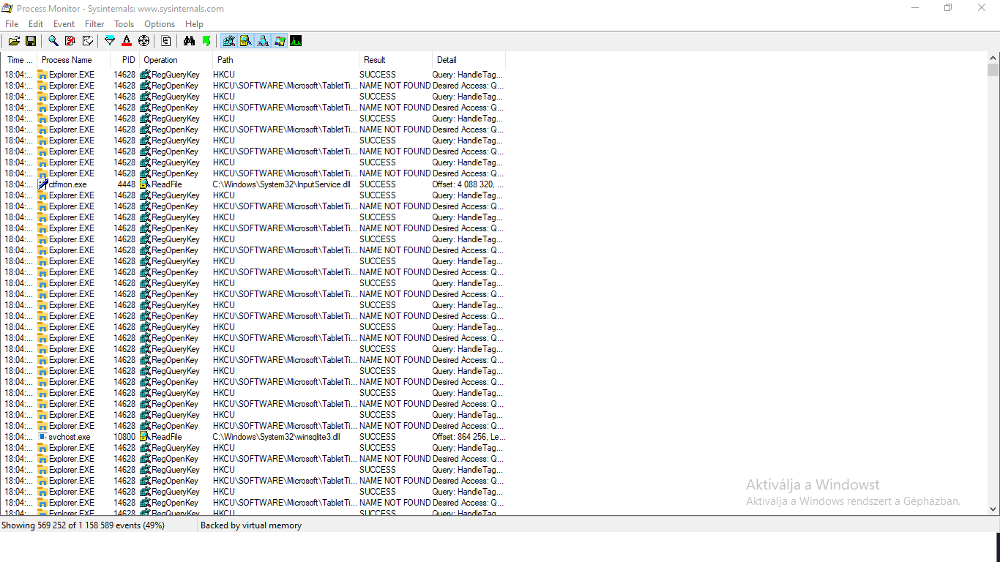 Process Monitor - Sysinternals: www.sysinternals.com
File Edit Event Filter Tools Options Help
Time ... Process Name PID Operation Path Result Detail
18:04:... Explorer.EXE 14628 RegQueryKey HKCU SUCCESS Query: HandleTag...
18:04:... Explorer.EXE 14628 RegOpenKey HKCU\SOFTWARE\Microsoft\TabletTi... NAME NOT FOUND Desired Access: Q...
18:04:... Explorer.EXE 14628 RegQueryKey HKCU SUCCESS Query: HandleTag...
18:04:... Explorer.EXE 14628 RegOpenKey HKCU\SOFTWARE\Microsoft\TabletTi... NAME NOT FOUND Desired Access: Q...
18:04:... Explorer.EXE 14628 RegQueryKey HKCU SUCCESS Query: HandleTag...
18:04:... Explorer.EXE 14628 RegOpenKey HKCU\SOFTWARE\Microsoft\TabletTi... NAME NOT FOUND Desired Access: Q...
18:04:... Explorer.EXE 14628 RegQueryKey HKCU SUCCESS Query: HandleTag...
18:04:... Explorer.EXE 14628 RegOpenKey HKCU\SOFTWARE\Microsoft\TabletTi... NAME NOT FOUND Desired Access: Q...
18:04:... Explorer.EXE 14628 RegQueryKey HKCU SUCCESS Query: HandleTag...
18:04:... Explorer.EXE 14628 RegOpenKey HKCU\SOFTWARE\Microsoft\TabletTi... NAME NOT FOUND Desired Access: Q...
18:04:... ctfmon.exe 4448 ReadFile C:\Windows\System32\InputService.dll SUCCESS Offset: 4 088 320, ...
18:04:... Explorer.EXE 14628 RegQueryKey HKCU SUCCESS Query: HandleTag...
18:04:... Explorer.EXE 14628 RegOpenKey HKCU\SOFTWARE\Microsoft\TabletTi... NAME NOT FOUND Desired Access: Q...
18:04:... Explorer.EXE 14628 RegQueryKey HKCU SUCCESS Query: HandleTag...
18:04:... Explorer.EXE 14628 RegOpenKey HKCU\SOFTWARE\Microsoft\TabletTi... NAME NOT FOUND Desired Access: Q...
18:04:... Explorer.EXE 14628 RegQueryKey HKCU SUCCESS Query: HandleTag...
18:04:... Explorer.EXE 14628 RegOpenKey HKCU\SOFTWARE\Microsoft\TabletTi... NAME NOT FOUND Desired Access: Q...
18:04:... Explorer.EXE 14628 RegQueryKey HKCU SUCCESS Query: HandleTag...
18:04:... Explorer.EXE 14628 RegOpenKey HKCU\SOFTWARE\Microsoft\TabletTi... NAME NOT FOUND Desired Access: Q...
18:04:... Explorer.EXE 14628 RegQueryKey HKCU SUCCESS Query: HandleTag...
18:04:... Explorer.EXE 14628 RegOpenKey HKCU\SOFTWARE\Microsoft\TabletTi... NAME NOT FOUND Desired Access: Q...
18:04:... Explorer.EXE 14628 RegQueryKey HKCU SUCCESS Query: HandleTag...
18:04:... Explorer.EXE 14628 RegOpenKey HKCU\SOFTWARE\Microsoft\TabletTi... NAME NOT FOUND Desired Access: Q...
18:04:... Explorer.EXE 14628 RegQueryKey HKCU SUCCESS Query: HandleTag...
18:04:... Explorer.EXE 14628 RegOpenKey HKCU\SOFTWARE\Microsoft\TabletTi... NAME NOT FOUND Desired Access: Q...
18:04:... Explorer.EXE 14628 RegQueryKey HKCU SUCCESS Query: HandleTag...
18:04:... Explorer.EXE 14628 RegOpenKey HKCU\SOFTWARE\Microsoft\TabletTi... NAME NOT FOUND Desired Access: Q...
18:04:... Explorer.EXE 14628 RegQueryKey HKCU SUCCESS Query: HandleTag...
18:04:... Explorer.EXE 14628 RegOpenKey HKCU\SOFTWARE\Microsoft\TabletTi... NAME NOT FOUND Desired Access: Q...
18:04:... Explorer.EXE 14628 RegQueryKey HKCU SUCCESS Query: HandleTag...
18:04:... Explorer.EXE 14628 RegOpenKey HKCU\SOFTWARE\Microsoft\TabletTi... NAME NOT FOUND Desired Access: Q...
18:04:... Explorer.EXE 14628 RegQueryKey HKCU SUCCESS Query: HandleTag...
18:04:... Explorer.EXE 14628 RegOpenKey HKCU\SOFTWARE\Microsoft\TabletTi... NAME NOT FOUND Desired Access: Q...
18:04:... svchost.exe 10800 ReadFile C:\Windows\System32\winsqlite3.dll SUCCESS Offset: 864 256, Le...
18:04:... Explorer.EXE 14628 RegQueryKey HKCU SUCCESS Query: HandleTag...
18:04:... Explorer.EXE 14628 RegOpenKey HKCU\SOFTWARE\Microsoft\TabletTi... NAME NOT FOUND Desired Access: Q...
18:04:... Explorer.EXE 14628 RegQueryKey HKCU SUCCESS Query: HandleTag...
18:04:... Explorer.EXE 14628 RegOpenKey HKCU\SOFTWARE\Microsoft\TabletTi... NAME NOT FOUND Desired Access: Q...
18:04:... Explorer.EXE 14628 RegQueryKey HKCU SUCCESS Query: HandleTag...
18:04:... Explorer.EXE 14628 RegOpenKey HKCU\SOFTWARE\Microsoft\TabletTi... NAME NOT FOUND Desired Access: Q...
18:04:... Explorer.EXE 14628 RegQueryKey HKCU SUCCESS Query: HandleTag...
Aktiválja a Windowst
Aktiválja a Windows rendszert a Gépházban.
Showing 569 252 of 1 158 589 events (49%) Backed by virtual memory